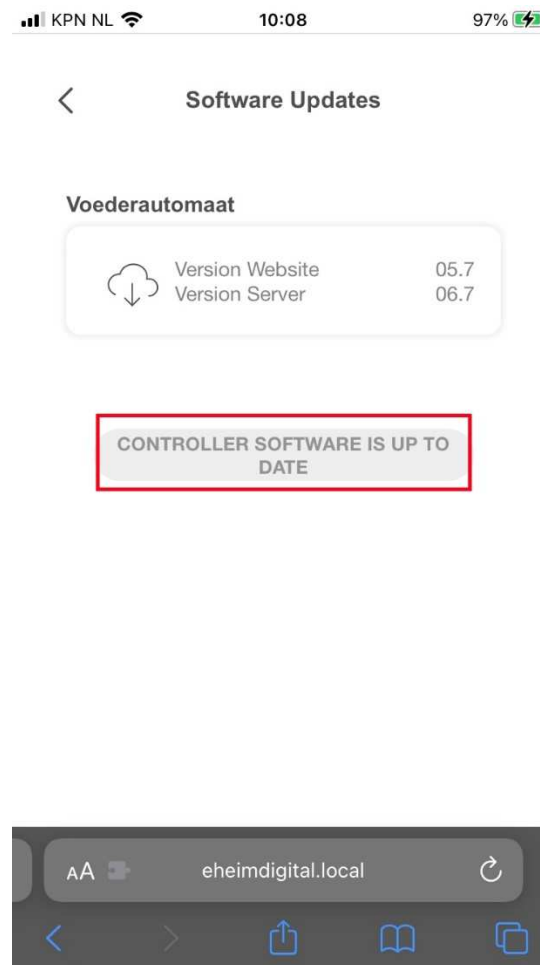 KPN NL 10:08 97%
Software Updates
Voederautomaat
Version Website 05.7
Version Server 06.7
CONTROLLER SOFTWARE IS UP TO
DATE
AA eheimdigital.local